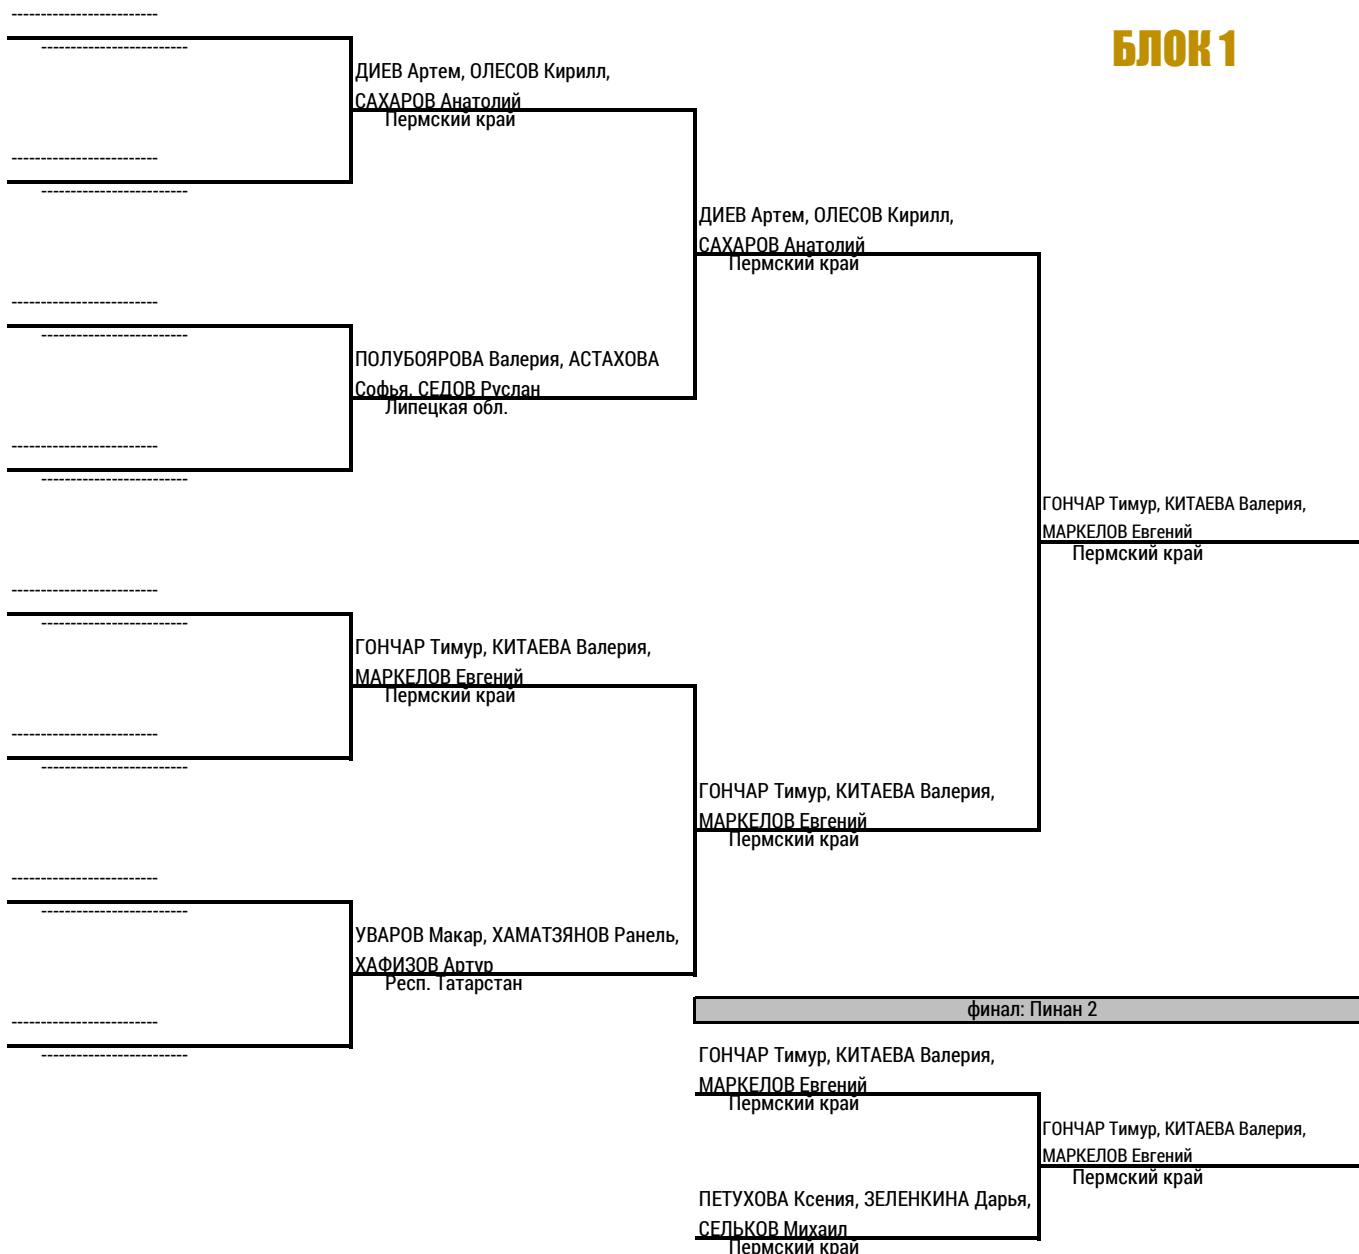 -------------------------
-------------------------
БЛОК 1
ДИЕВ Артем, ОЛЕСОВ Кирилл,
САХАРОВ Анатолий
Пермский край
-------------------------
-------------------------
ДИЕВ Артем, ОЛЕСОВ Кирилл,
САХАРОВ Анатолий
Пермский край
-------------------------
-------------------------
ПОЛУБОЯРОВА Валерия, АСТАХОВА
Софья, СЕДОВ Руслан
Липецкая обл.
-------------------------
-------------------------
ГОНЧАР Тимур, КИТАЕВА Валерия,
МАРКЕЛОВ Евгений
Пермский край
-------------------------
-------------------------
ГОНЧАР Тимур, КИТАЕВА Валерия,
МАРКЕЛОВ Евгений
Пермский край
-------------------------
-------------------------
ГОНЧАР Тимур, КИТАЕВА Валерия,
МАРКЕЛОВ Евгений
Пермский край
-------------------------
-------------------------
УВАРОВ Макар, ХАМАТЗЯНОВ Ранель,
ХАФИЗОВ Артур
Респ. Татарстан
-------------------------
-------------------------
финал: Пинан 2
ГОНЧАР Тимур, КИТАЕВА Валерия,
МАРКЕЛОВ Евгений
Пермский край
ГОНЧАР Тимур, КИТАЕВА Валерия,
МАРКЕЛОВ Евгений
Пермский край
ПЕТУХОВА Ксения, ЗЕЛЕНКИНА Дарья,
СЕЛЬКОВ Михаил
Пермский край